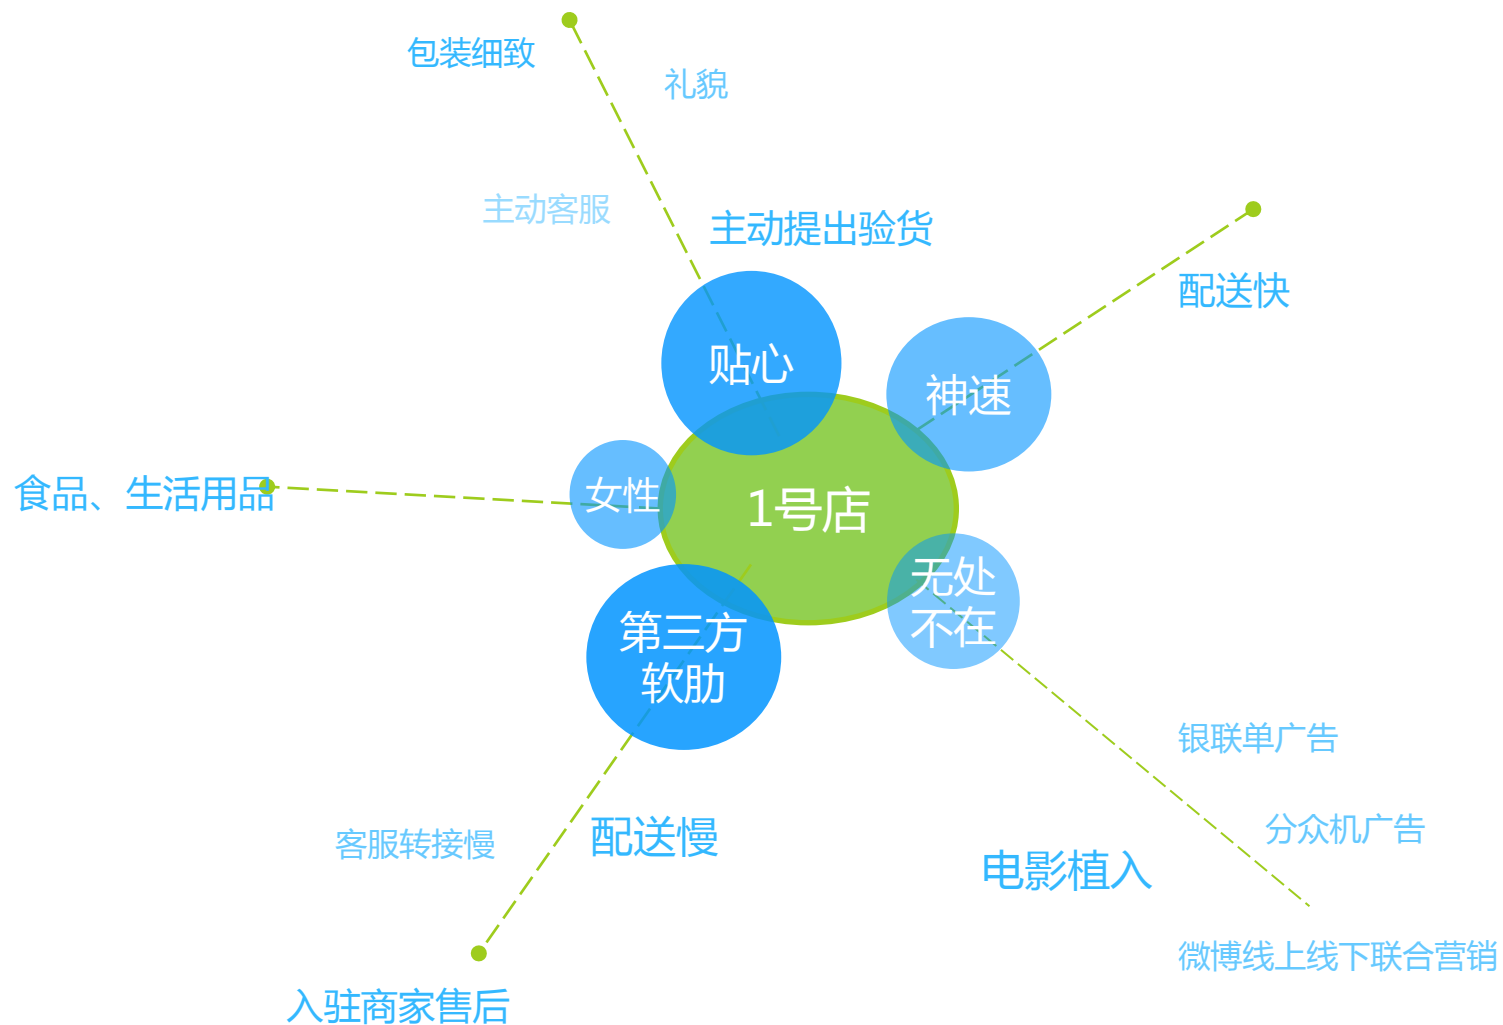 包装细致
礼貌
主动客服
主动提出验货
配送快
贴心
神速
食品、生活用品
女性
1号店
无处
不在
第三方
软肋
银联单广告
客服转接慢
配送慢
分众机广告
电影植入
微博线上线下联合营销
入驻商家售后